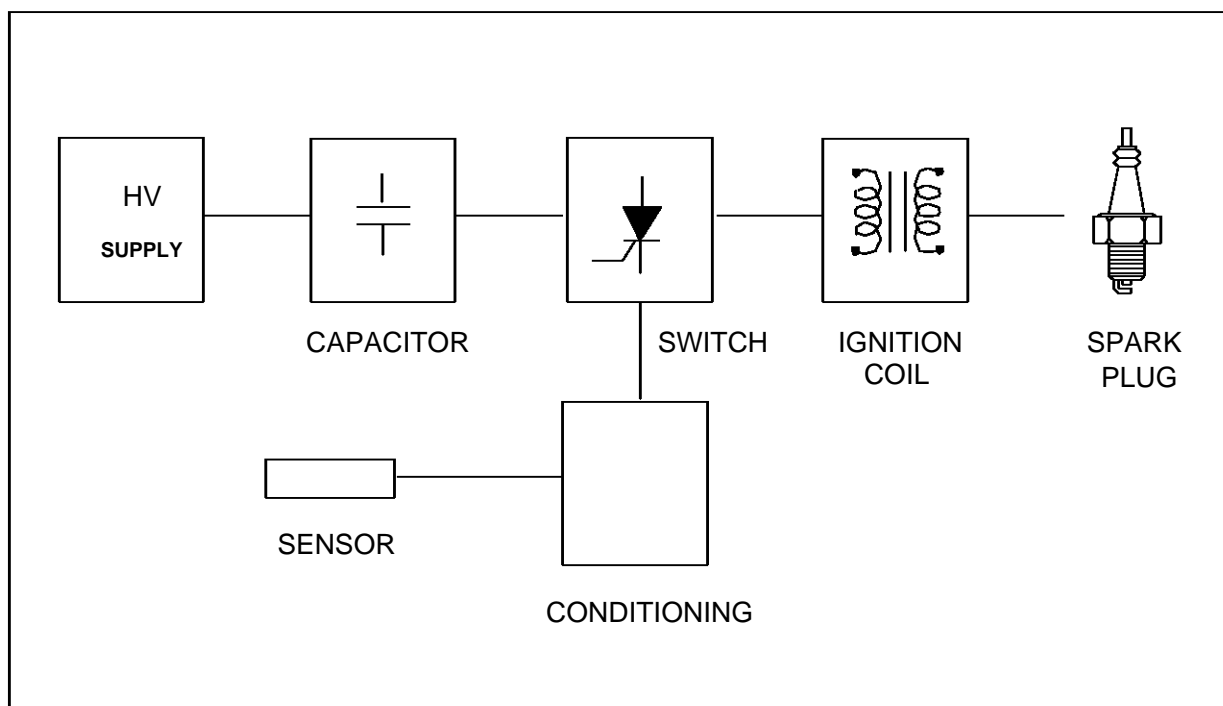 HV
SUPPLY
CAPACITOR
SWITCH
IGNITION
COIL
SPARK
PLUG
SENSOR
CONDITIONING